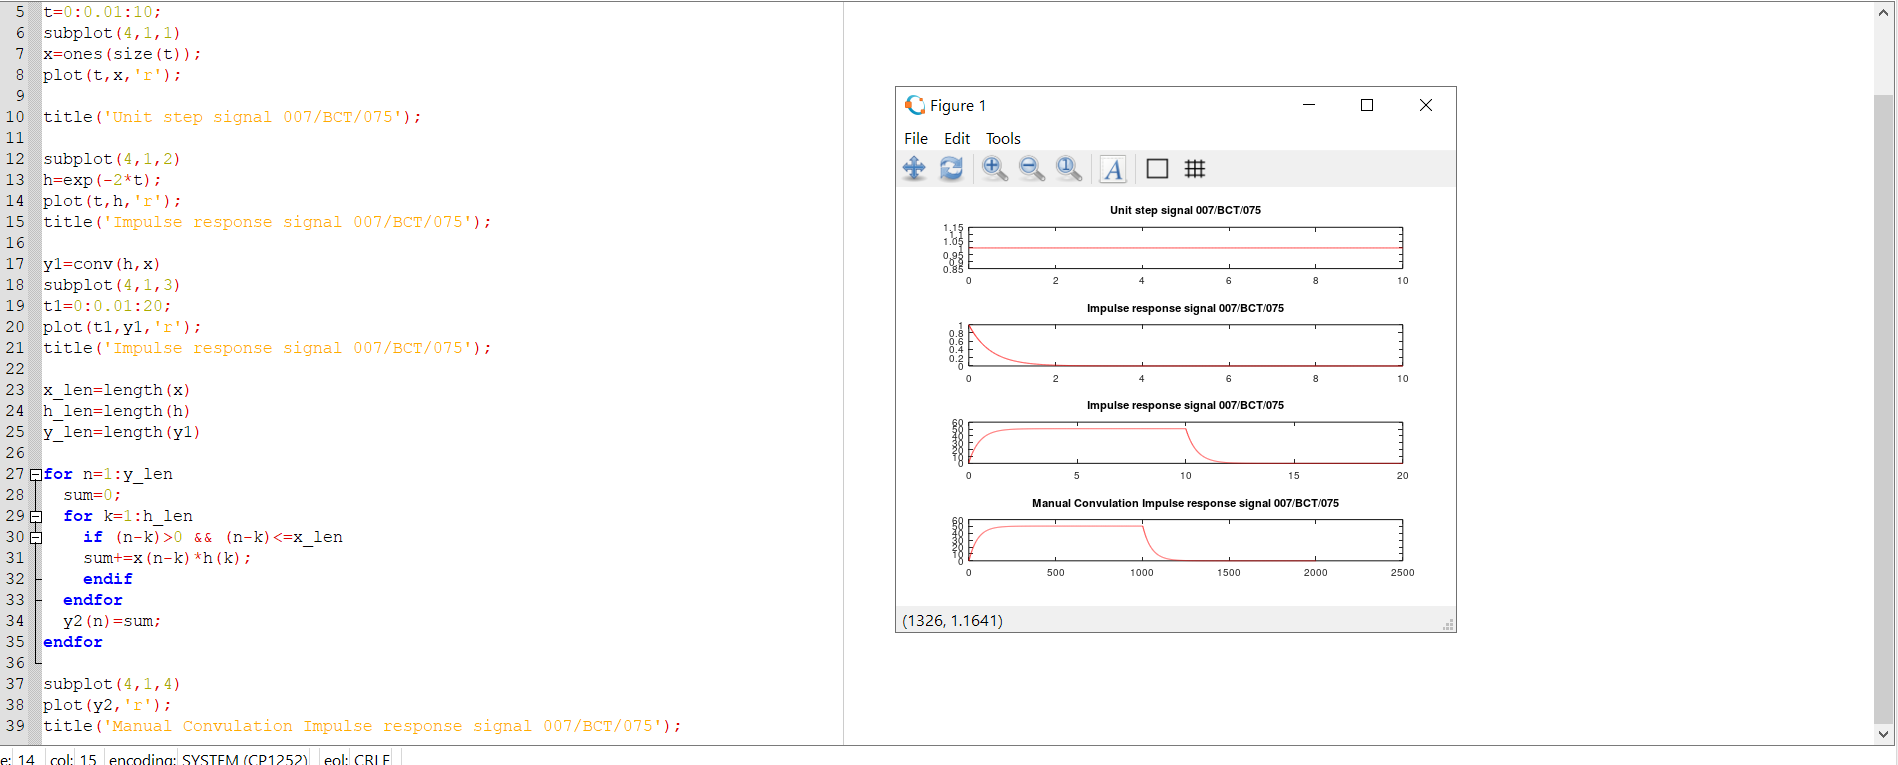 5 t=0:0.01:10;
6 subplot(4,1,1)
7 x=ones(size(t));
8 plot(t,x,'r');
9
10 title('Unit step signal 007/BCT/075');
11
12 subplot(4,1,2)
13 h=exp(-2*t);
14 plot(t,h,'r');
15 title('Impulse response signal 007/BCT/075');
16
17 y1=conv(h,x)
18 subplot(4,1,3)
19 t1=0:0.01:20;
20 plot(t1,y1,'r');
21 title('Impulse response signal 007/BCT/075');
22
23 x_len=length(x)
24 h_len=length(h)
25 y_len=length(y1)
26
27 for n=1:y_len
28 sum=0;
29 for k=1:h_len
30 if (n-k)>0 && (n-k)<=x_len
31 sum+=x(n-k)*h(k);
32 endif
33 endfor
34 y2(n)=sum;
35 endfor
36
37 subplot(4,1,4)
38 plot(y2,'r');
39 title('Manual Convulation Impulse response signal 007/BCT/075');
e: 14 col: 15 encoding: SYSTEM (CP1252) eol: CRLF
Figure 1
File Edit Tools
A
Unit step signal 007/BCT/075
1.15
1.1
1.05
1
0.95
0.9
0.85
0 2 4 6 8 10
Impulse response signal 007/BCT/075
1
0.8
0.6
0.4
0.2
0
0 2 4 6 8 10
Impulse response signal 007/BCT/075
60
50
40
30
20
10
0
0 5 10 15 20
Manual Convulation Impulse response signal 007/BCT/075
60
50
40
30
20
10
0
0 500 1000 1500 2000 2500
(1326, 1.1641)